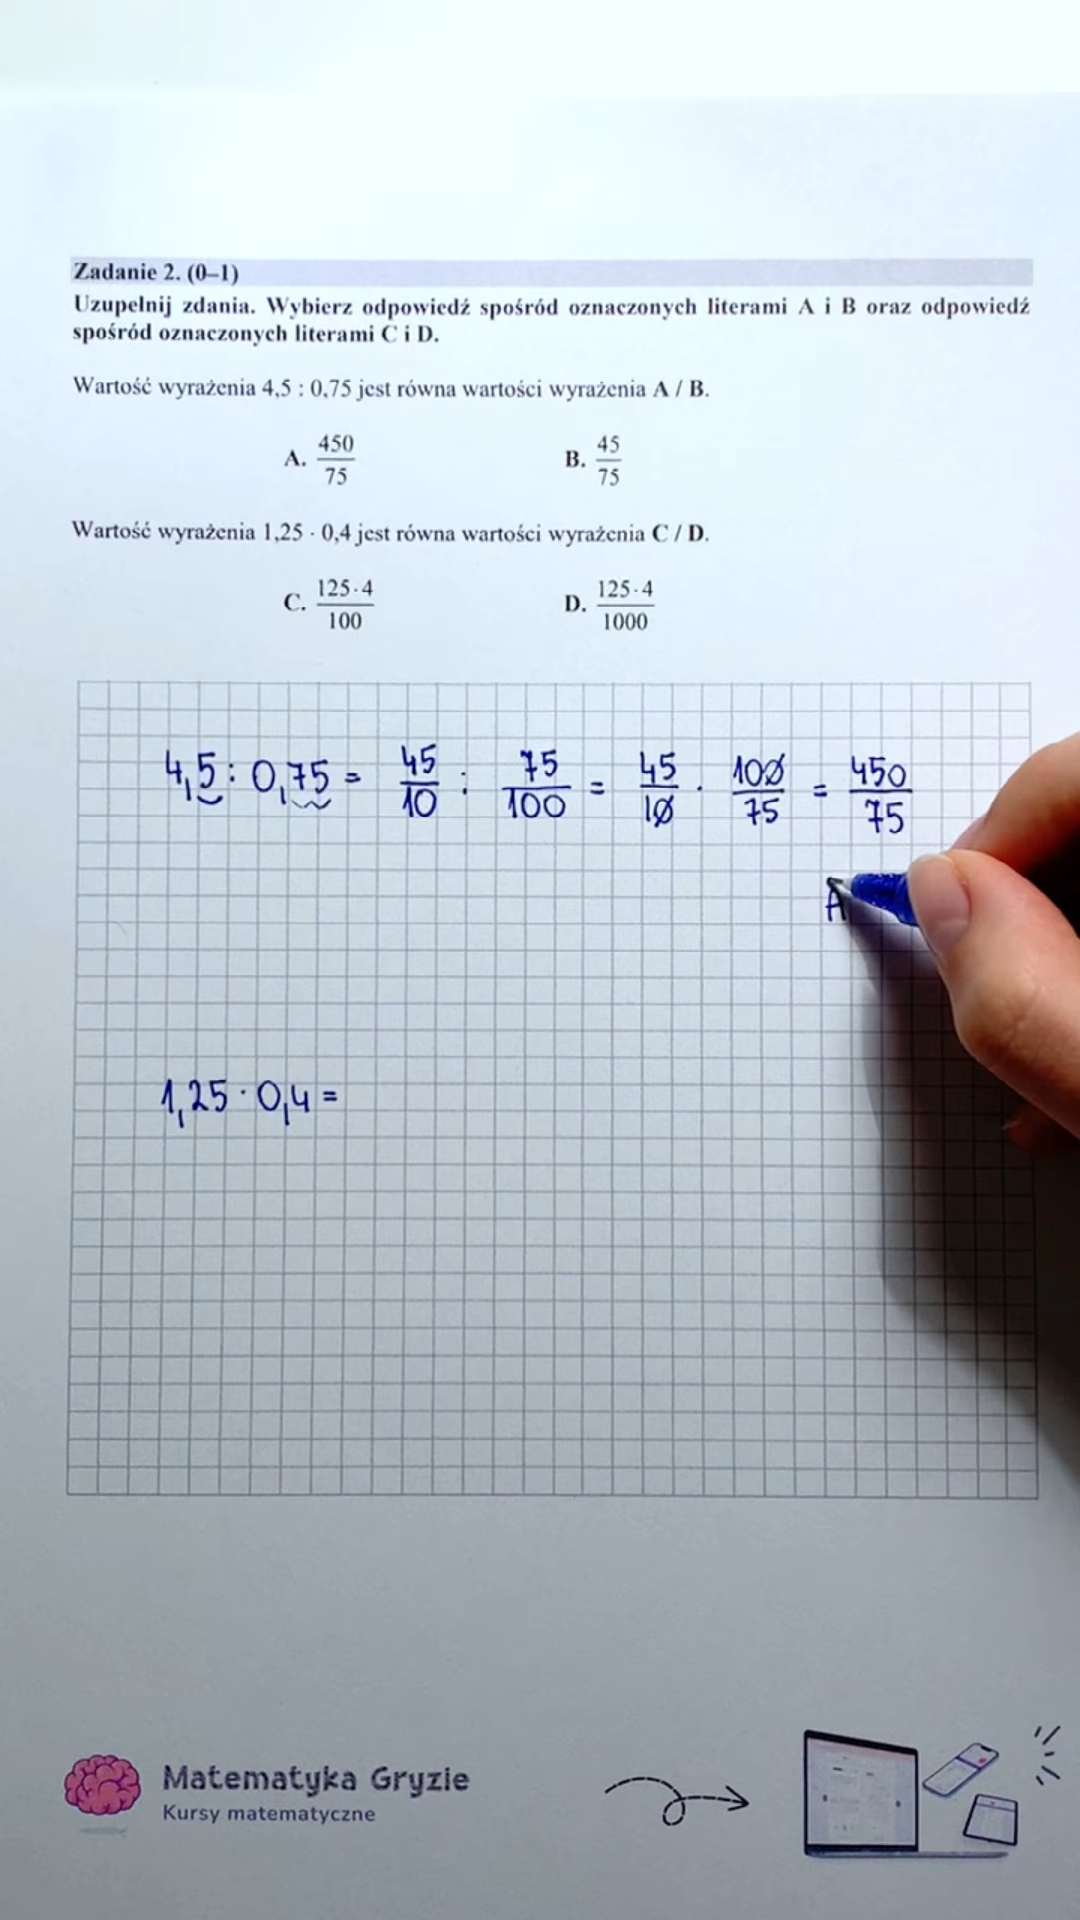 Zadanie 2. (0–1)
Uzupełnij zdania. Wybierz odpowiedź spośród oznaczonych literami A i B oraz odpowiedź
spośród oznaczonych literami C i D.
Wartość wyrażenia 4,5 : 0,75 jest równa wartości wyrażenia A / B.
A. 450/75 B. 45/75
Wartość wyrażenia 1,25 · 0,4 jest równa wartości wyrażenia C / D.
C. 125·4/100 D. 125·4/1000
4,5 : 0,75 = 45/10 : 75/100 = 45/10 · 100/75 = 450/75
A
1,25 · 0,4 =
Matematyka Gryzie
Kursy matematyczne